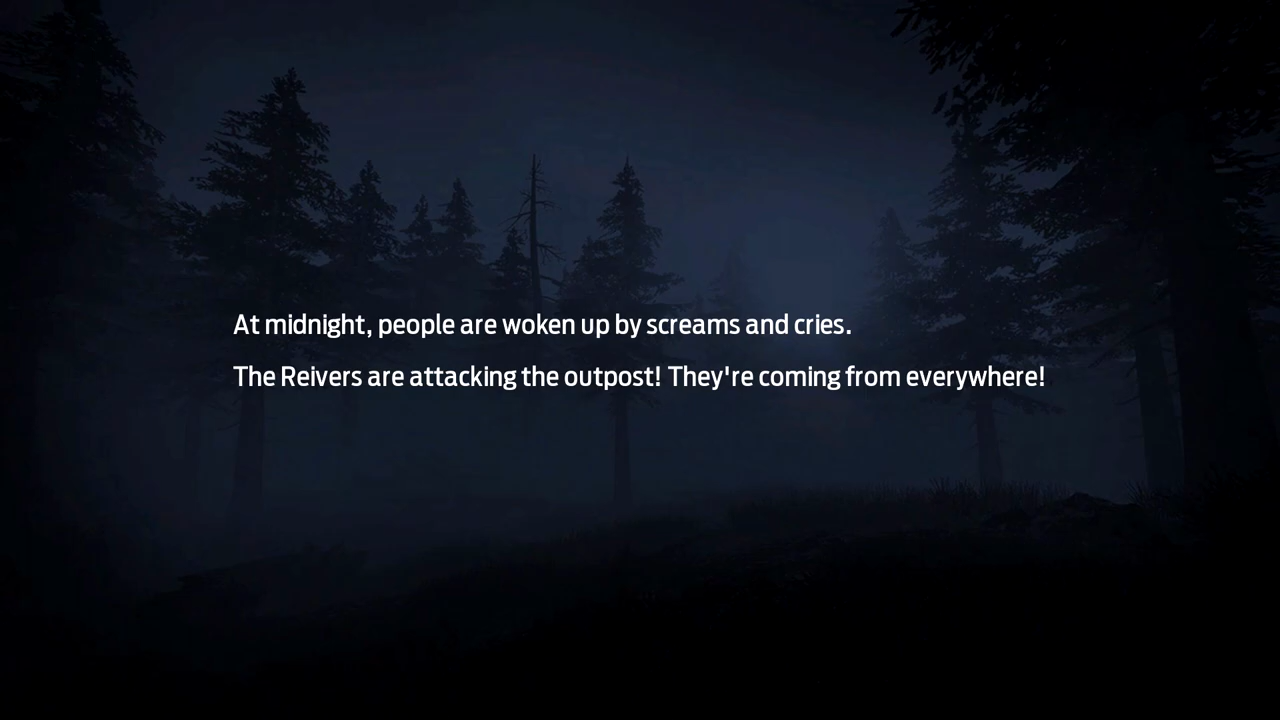 At midnight, people are woken up by screams and cries.
The Reivers are attacking the outpost! They're coming from everywhere!